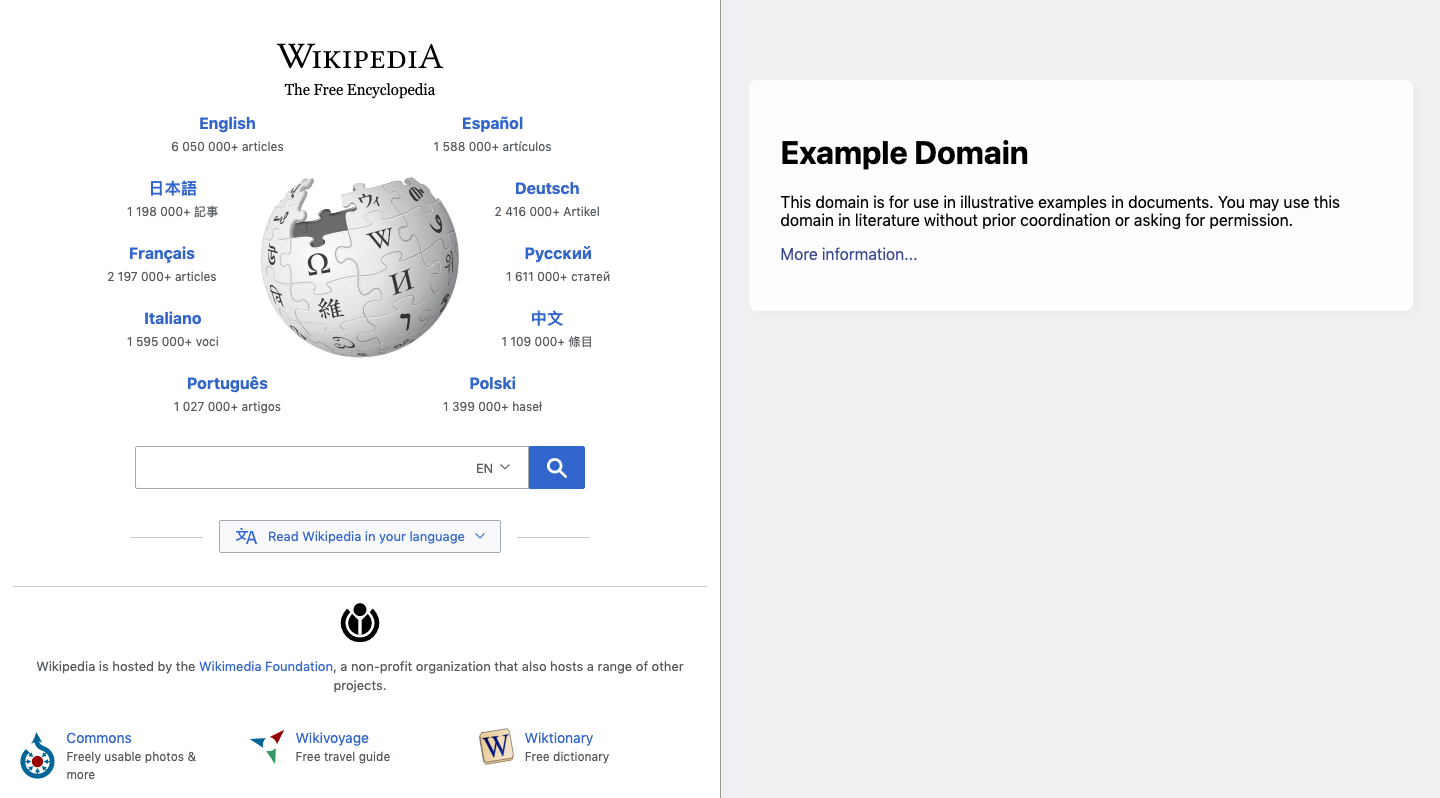 WIKIPEDIA
The Free Encyclopedia
English
6 050 000+ articles
Español
1 588 000+ artículos
日本語
1 198 000+ 記事
Deutsch
2 416 000+ Artikel
Français
2 197 000+ articles
Русский
1 611 000+ статей
Italiano
1 595 000+ voci
中文
1 109 000+ 條目
Português
1 027 000+ artigos
Polski
1 399 000+ haseł
Ω
W
И
維
ウィ
EN
Read Wikipedia in your language
Wikipedia is hosted by the Wikimedia Foundation, a non-profit organization that also hosts a range of other
projects.
Commons
Freely usable photos &
more
Wikivoyage
Free travel guide
W
Wiktionary
Free dictionary
Example Domain
This domain is for use in illustrative examples in documents. You may use this
domain in literature without prior coordination or asking for permission.
More information...